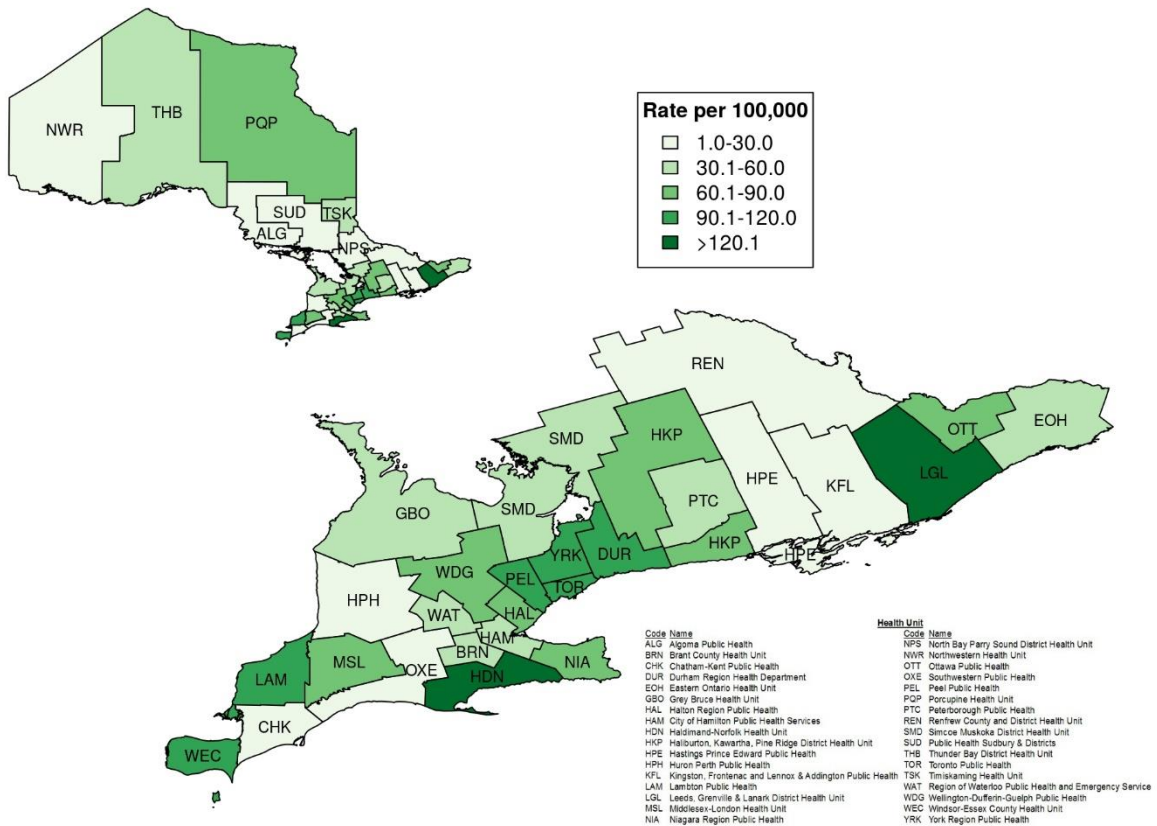 NWR
THB
PQP
SUD
TSK
ALG
NPS
Rate per 100,000
1.0-30.0
30.1-60.0
60.1-90.0
90.1-120.0
>120.1
REN
SMD
HKP
OTT
EOH
LGL
HPE
KFL
PTC
GBO
SMD
HKP
YRK
DUR
HPE
WDG
PEL
TOR
HPH
WAT
HAL
HAM
MSL
BRN
NIA
OXE
LAM
HDN
CHK
WEC
Health Unit
Code Name
ALG Algoma Public Health
BRN Brant County Health Unit
CHK Chatham-Kent Public Health
DUR Durham Region Health Department
EOH Eastern Ontario Health Unit
GBO Grey Bruce Health Unit
HAL Halton Region Public Health
HAM City of Hamilton Public Health Services
HDN Haldimand-Norfolk Health Unit
HKP Haliburton, Kawartha, Pine Ridge District Health Unit
HPE Hastings Prince Edward Public Health
HPH Huron Perth Public Health
KFL Kingston, Frontenac and Lennox & Addington Public Health
LAM Lambton Public Health
LGL Leeds, Grenville & Lanark District Health Unit
MSL Middlesex-London Health Unit
NIA Niagara Region Public Health
Code Name
NPS North Bay Parry Sound District Health Unit
NWR Northwestern Health Unit
OTT Ottawa Public Health
OXE Southwestern Public Health
PEL Peel Public Health
PQP Porcupine Health Unit
PTC Peterborough Public Health
REN Renfrew County and District Health Unit
SMD Simcoe Muskoka District Health Unit
SUD Public Health Sudbury & Districts
THB Thunder Bay District Health Unit
TOR Toronto Public Health
TSK Timiskaming Health Unit
WAT Region of Waterloo Public Health and Emergency Service
WDG Wellington-Dufferin-Guelph Public Health
WEC Windsor-Essex County Health Unit
YRK York Region Public Health